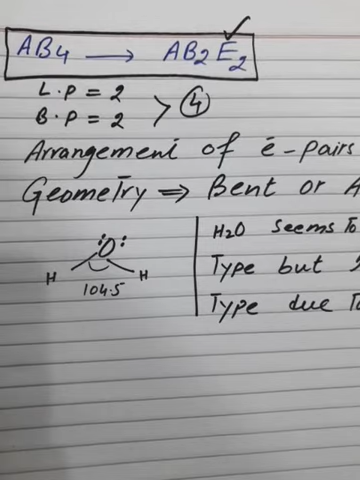 AB4 → AB2E2
L.P = 2
B.P = 2 > 4
Arrangement of e-pairs
Geometry ⇒ Bent or A
:O:
H H
104.5
H2O Seems To
Type but
Type due To